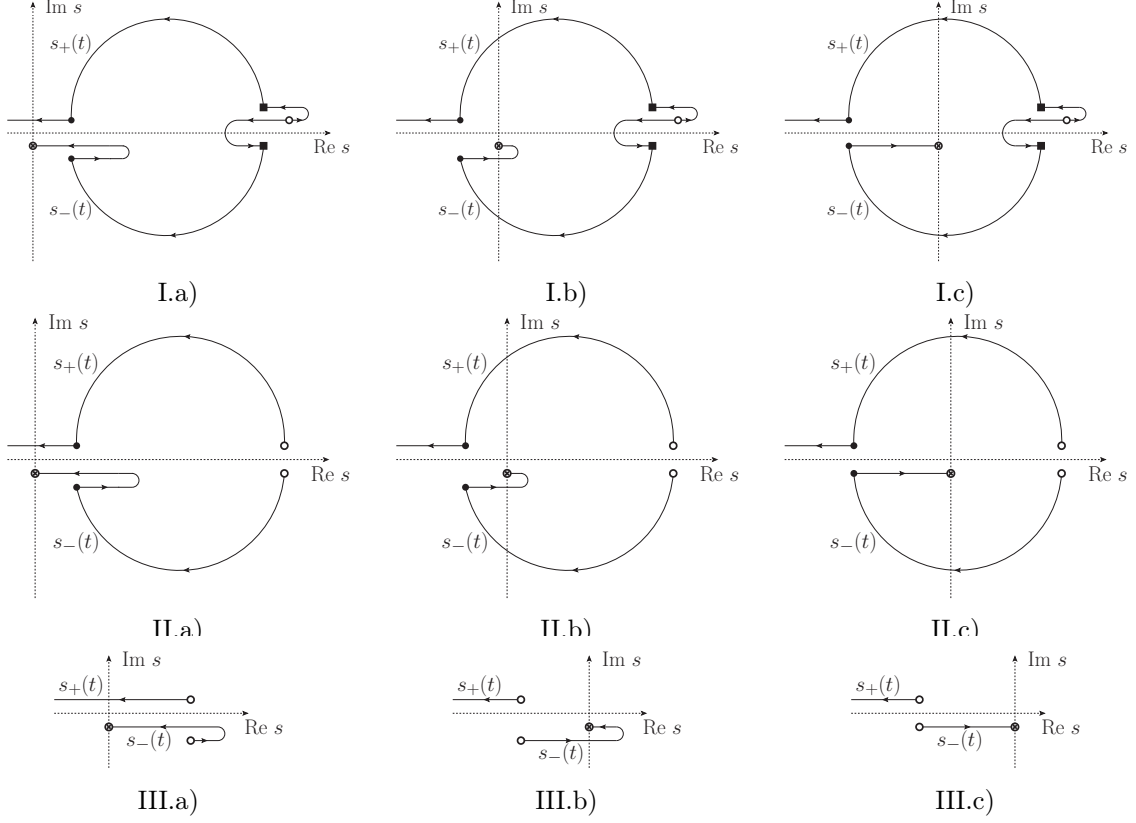 Im s Im s Im s
s₊(t) s₊(t) s₊(t)
Re s Re s Re s
s₋(t) s₋(t) s₋(t)
I.a) I.b) I.c)
Im s Im s Im s
s₊(t) s₊(t) s₊(t)
Re s Re s Re s
s₋(t) s₋(t) s₋(t)
II.a) II.b) II.c)
Im s Im s Im s
s₊(t) s₊(t) s₊(t)
Re s Re s Re s
s₋(t) s₋(t) s₋(t)
III.a) III.b) III.c)